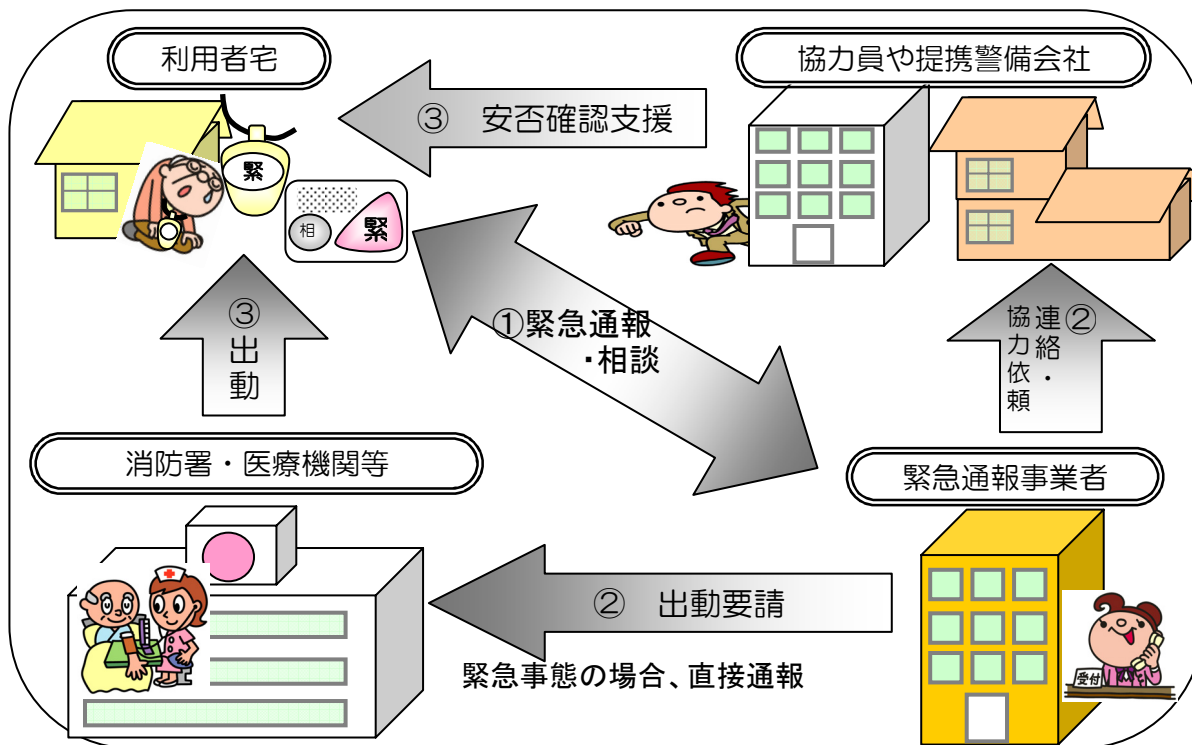 利用者宅
協力員や提携警備会社
③ 安否確認支援
緊
相
緊
①緊急通報
・相談
③出動
②連絡・
協力依頼
消防署・医療機関等
緊急通報事業者
② 出動要請
緊急事態の場合、直接通報
受付